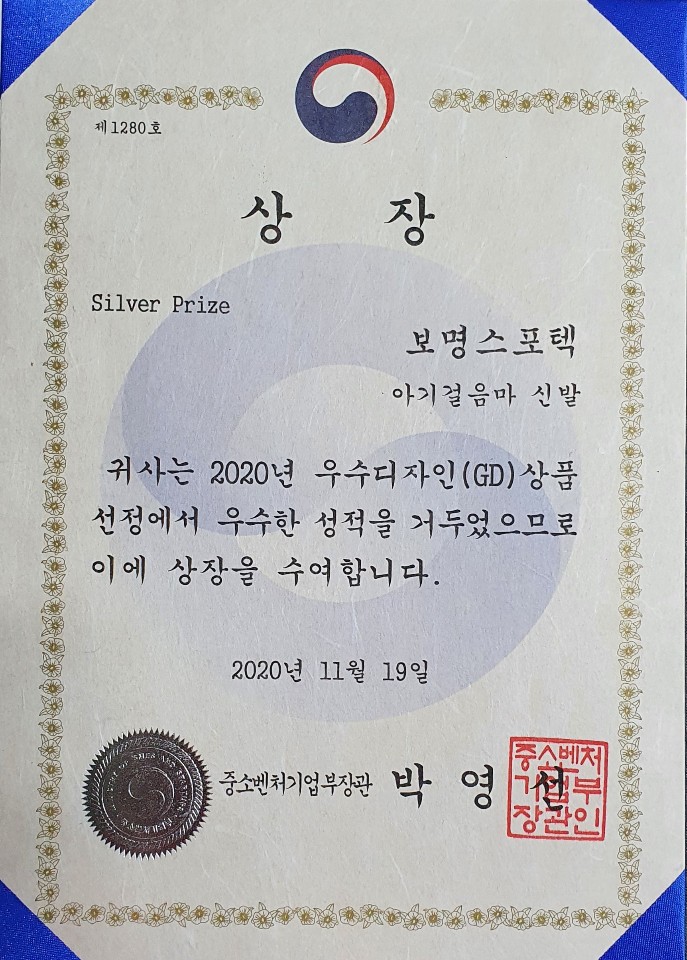 제1280호
상 장
Silver Prize
보명스포텍
아기걸음마 신발
귀사는 2020년 우수디자인(GD)상품
선정에서 우수한 성적을 거두었으므로
이에 상장을 수여합니다.
2020년 11월 19일
중소벤처기업부장관 박 영 선
중소벤처
기업부
장관인